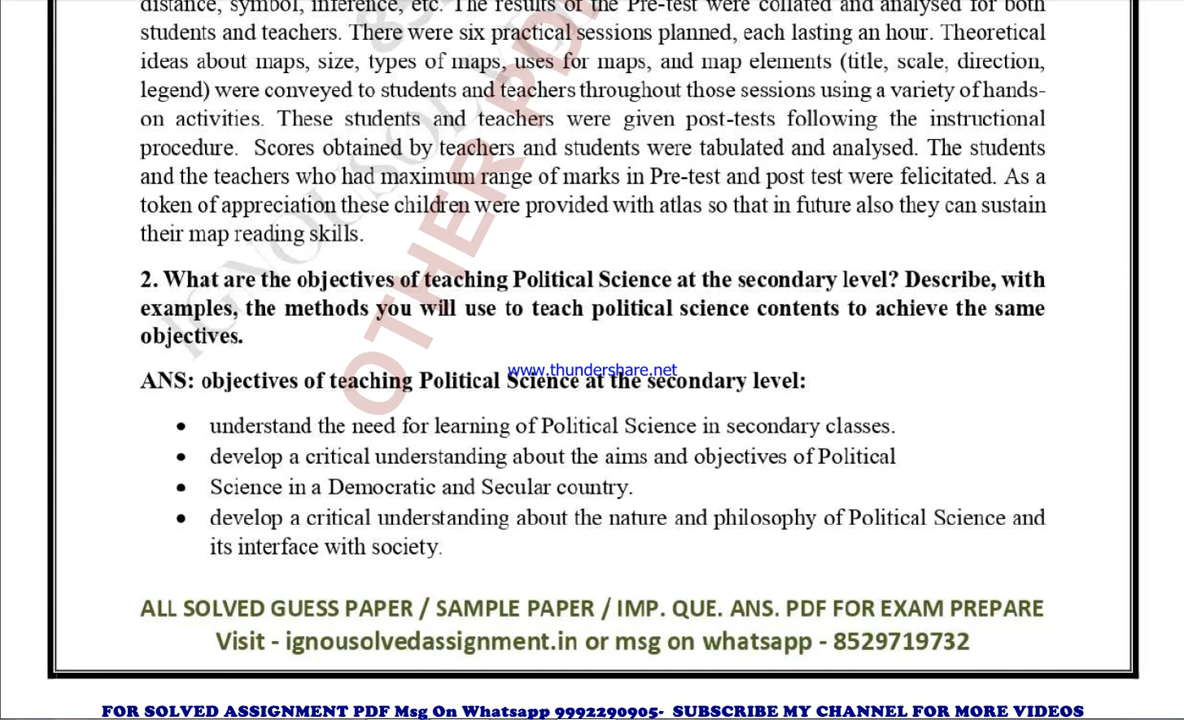 distance, symbol, inference, etc. The results of the Pre-test were collated and analysed for both
students and teachers. There were six practical sessions planned, each lasting an hour. Theoretical
ideas about maps, size, types of maps, uses for maps, and map elements (title, scale, direction,
legend) were conveyed to students and teachers throughout those sessions using a variety of hands-
on activities. These students and teachers were given post-tests following the instructional
procedure. Scores obtained by teachers and students were tabulated and analysed. The students
and the teachers who had maximum range of marks in Pre-test and post test were felicitated. As a
token of appreciation these children were provided with atlas so that in future also they can sustain
their map reading skills.
2. What are the objectives of teaching Political Science at the secondary level? Describe, with
examples, the methods you will use to teach political science contents to achieve the same
objectives.
www.thundershare.net
ANS: objectives of teaching Political Science at the secondary level:
• understand the need for learning of Political Science in secondary classes.
• develop a critical understanding about the aims and objectives of Political
• Science in a Democratic and Secular country.
• develop a critical understanding about the nature and philosophy of Political Science and
its interface with society.
OTHER PD
IGNOUSOL
ALL SOLVED GUESS PAPER / SAMPLE PAPER / IMP. QUE. ANS. PDF FOR EXAM PREPARE
Visit - ignousolvedassignment.in or msg on whatsapp - 8529719732
FOR SOLVED ASSIGNMENT PDF Msg On Whatsapp 9992290905- SUBSCRIBE MY CHANNEL FOR MORE VIDEOS